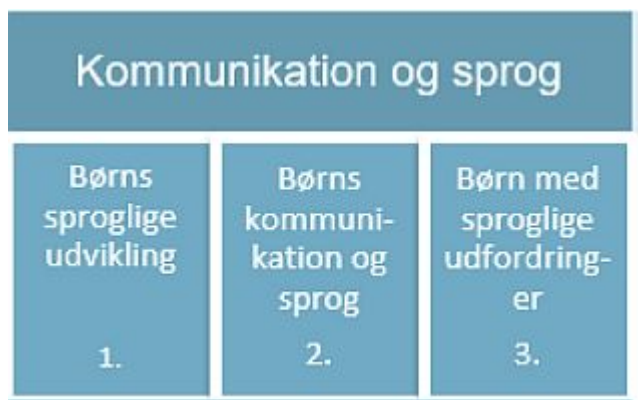 Kommunikation og sprog
Børns
sproglige
udvikling
1.
Børns
kommuni-
kation og
sprog
2.
Børn med
sproglige
udfordring-
er
3.